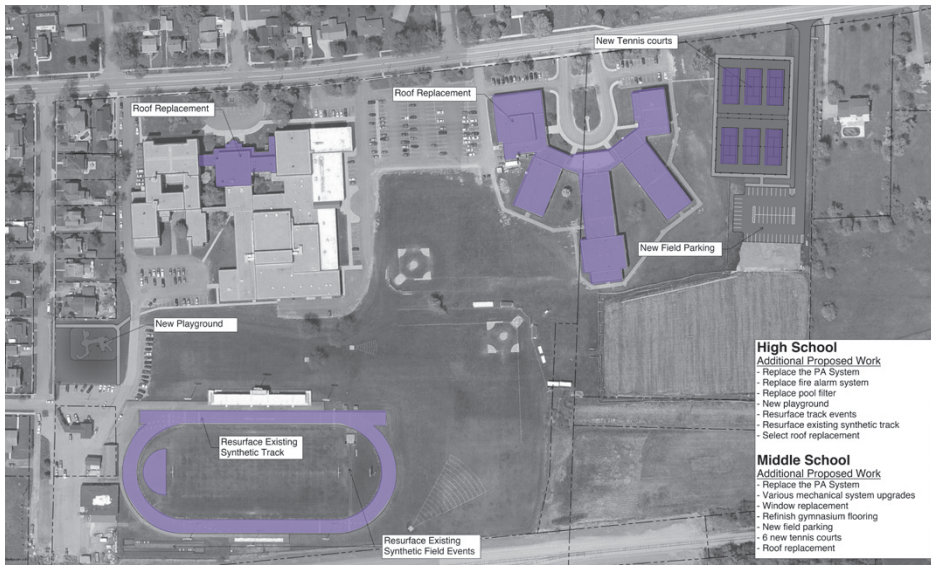 New Tennis courts
Roof Replacement
Roof Replacement
New Field Parking
New Playground
Resurface Existing
Synthetic Track
Resurface Existing
Synthetic Field Events
High School
Additional Proposed Work
- Replace the PA System
- Replace fire alarm system
- Replace pool filter
- New playground
- Resurface track events
- Resurface existing synthetic track
- Select roof replacement
Middle School
Additional Proposed Work
- Replace the PA System
- Various mechanical system upgrades
- Window replacement
- Refinish gymnasium flooring
- New field parking
- 6 new tennis courts
- Roof replacement